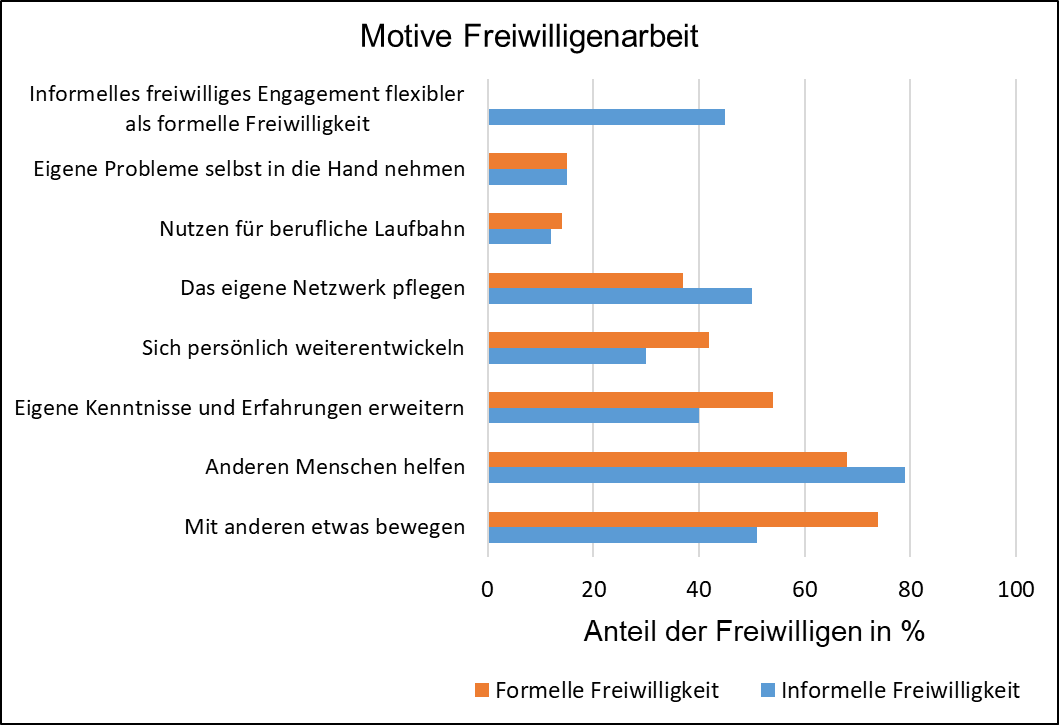 Motive Freiwilligenarbeit
Informelles freiwilliges Engagement flexibler
als formelle Freiwilligkeit
Eigene Probleme selbst in die Hand nehmen
Nutzen für berufliche Laufbahn
Das eigene Netzwerk pflegen
Sich persönlich weiterentwickeln
Eigene Kenntnisse und Erfahrungen erweitern
Anderen Menschen helfen
Mit anderen etwas bewegen
0 20 40 60 80 100
Anteil der Freiwilligen in %
Formelle Freiwilligkeit Informelle Freiwilligkeit